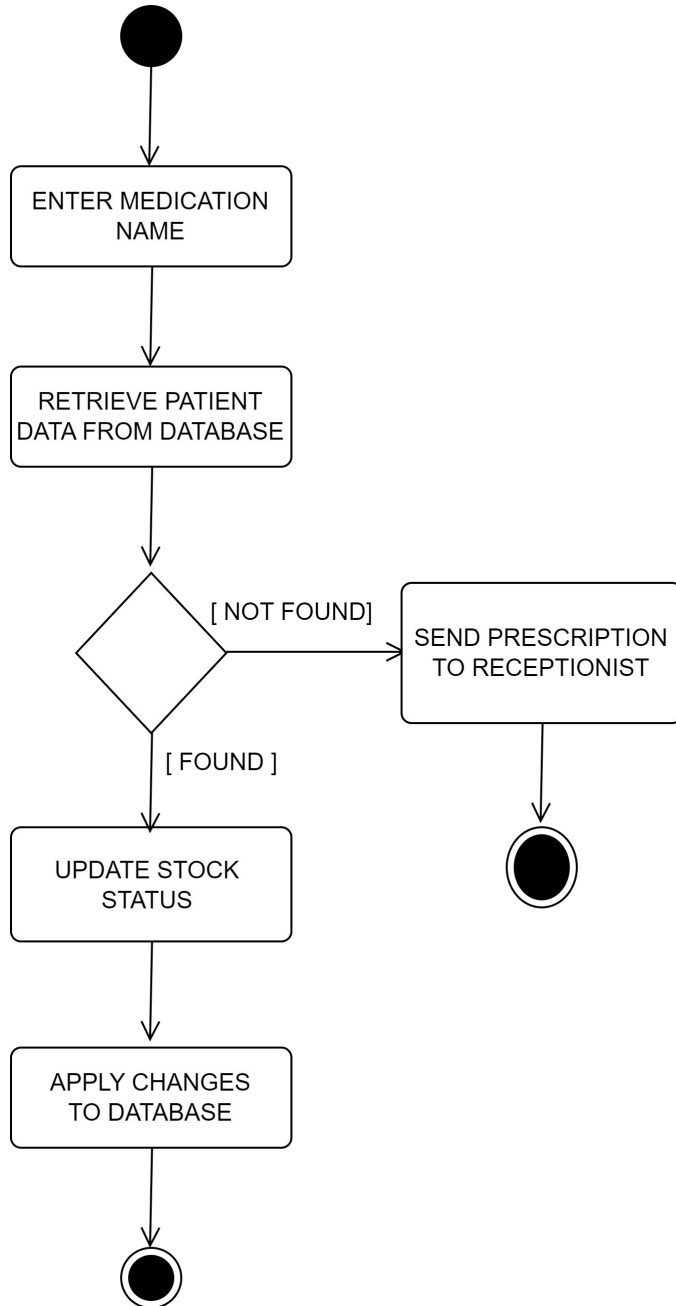 ENTER MEDICATION
NAME
RETRIEVE PATIENT
DATA FROM DATABASE
[ NOT FOUND]
SEND PRESCRIPTION
TO RECEPTIONIST
[ FOUND ]
UPDATE STOCK
STATUS
APPLY CHANGES
TO DATABASE